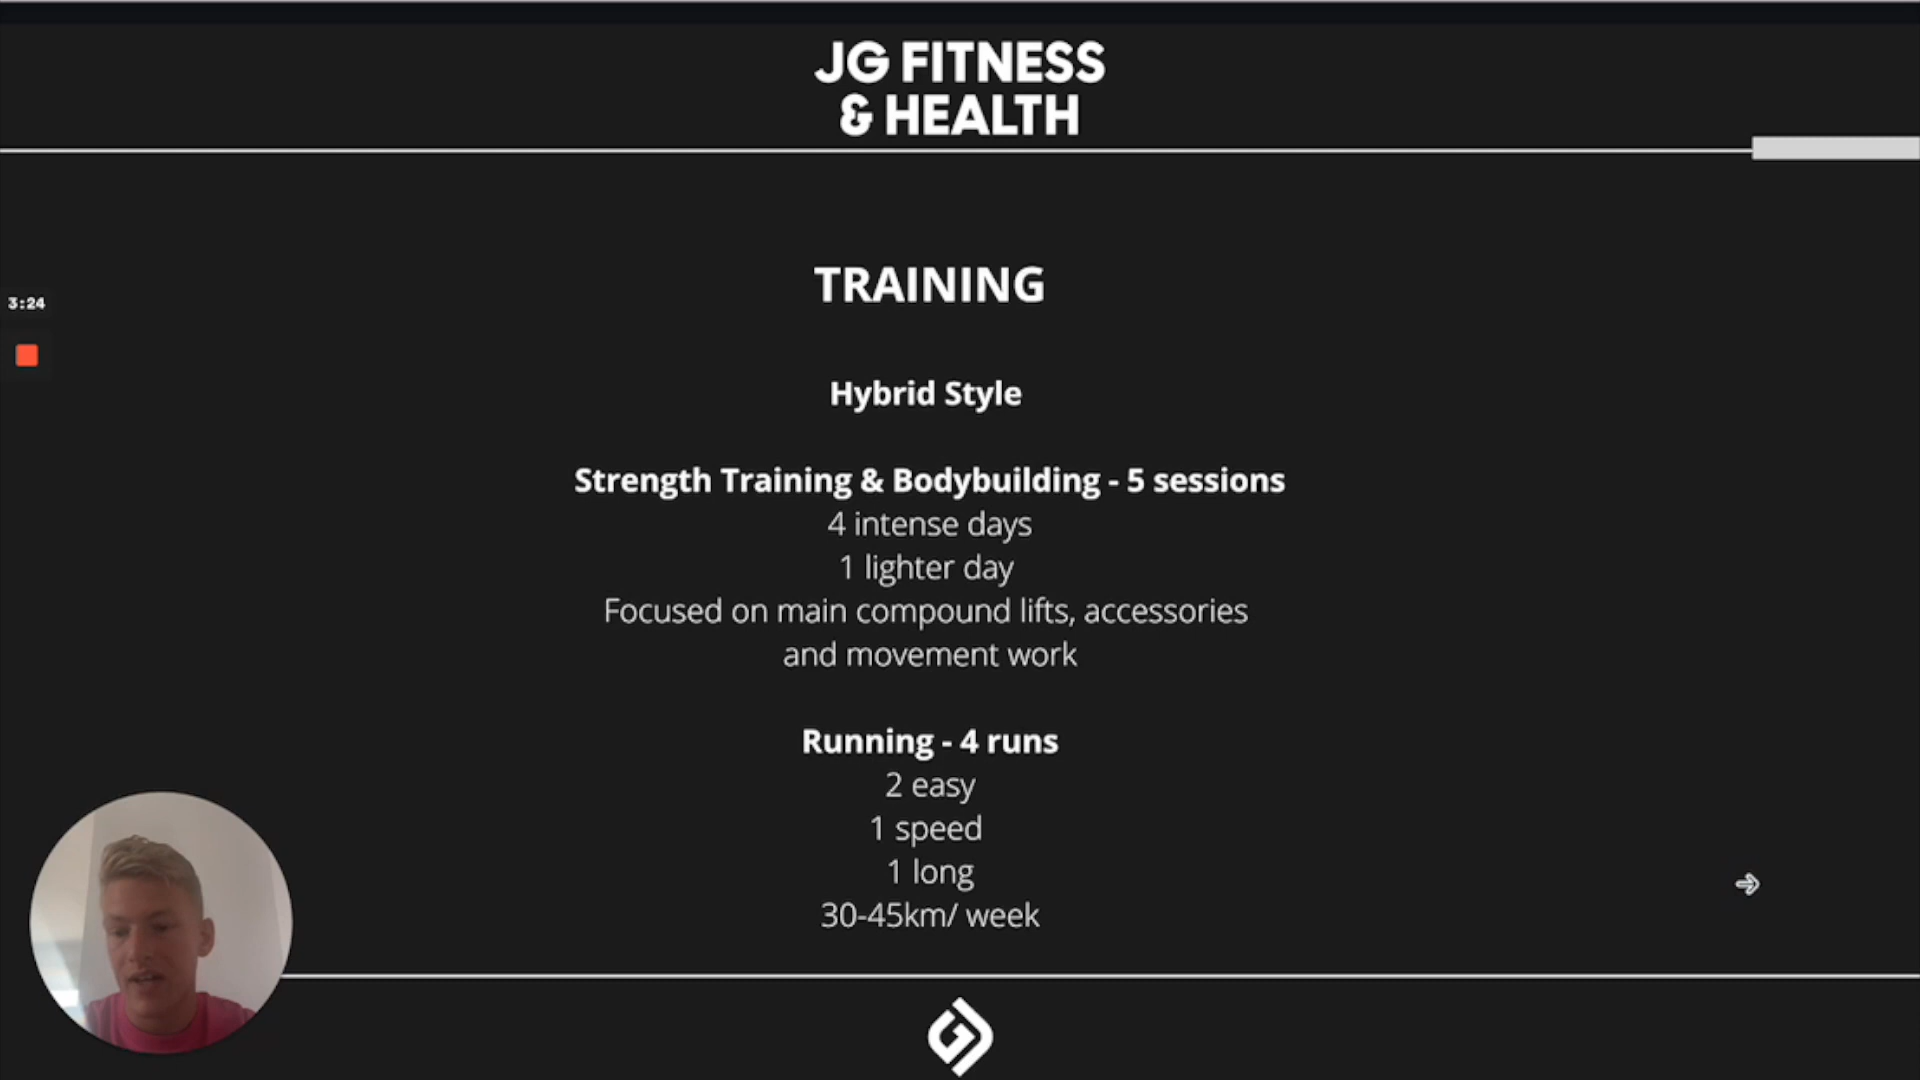 JG FITNESS
& HEALTH
3:24
TRAINING
Hybrid Style
Strength Training & Bodybuilding - 5 sessions
4 intense days
1 lighter day
Focused on main compound lifts, accessories
and movement work
Running - 4 runs
2 easy
1 speed
1 long
30-45km/ week